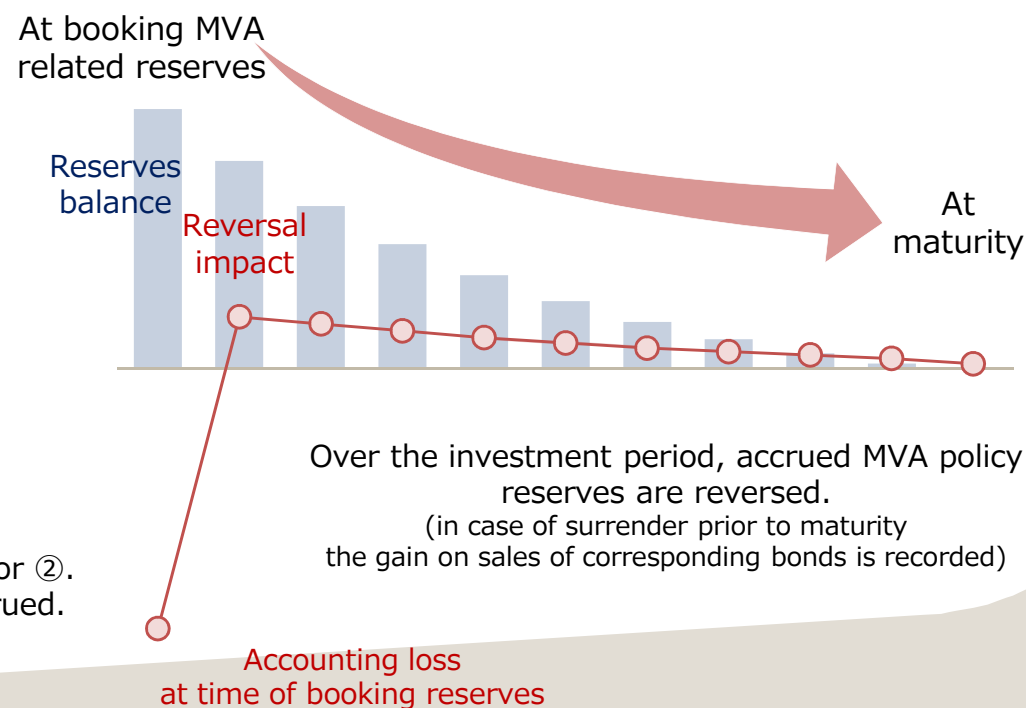 At booking MVA
related reserves
Reserves
balance
Reversal
impact
At
maturity
Over the investment period, accrued MVA policy
reserves are reversed.
(in case of surrender prior to maturity
the gain on sales of corresponding bonds is recorded)
or ②.
Accounting loss
at time of booking reserves